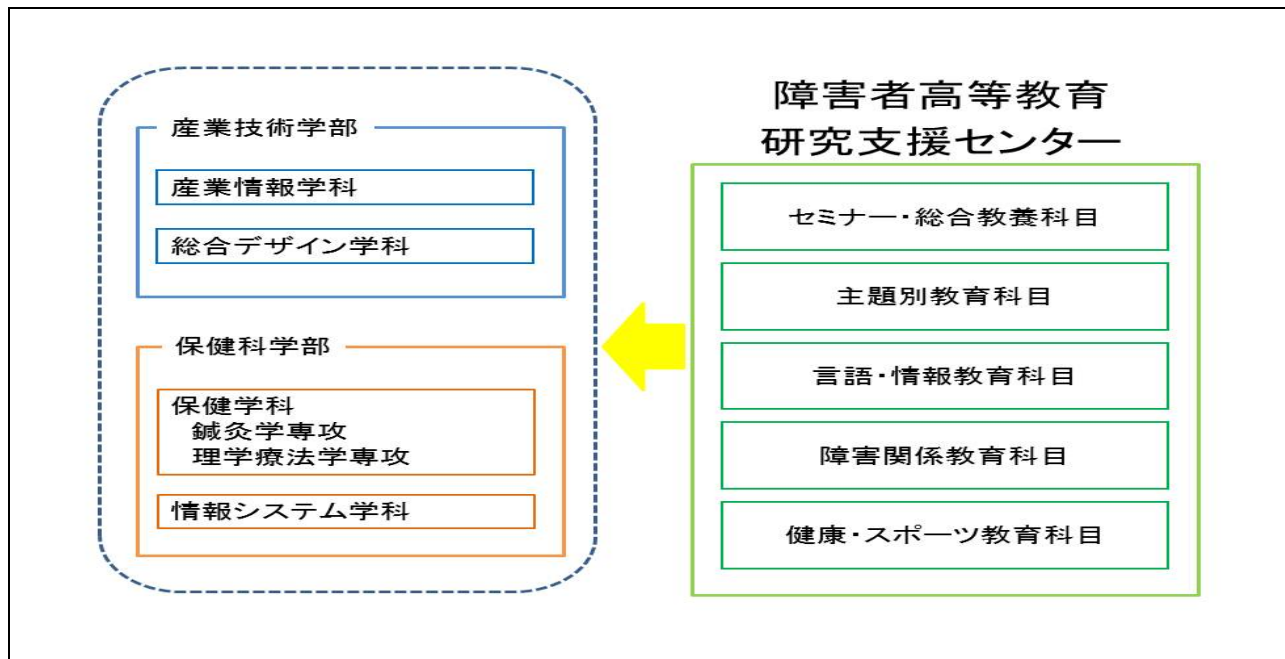 産業技術学部
産業情報学科
総合デザイン学科
保健科学部
保健学科
鍼灸学専攻
理学療法学専攻
情報システム学科
障害者高等教育
研究支援センター
セミナー・総合教養科目
主題別教育科目
言語・情報教育科目
障害関係教育科目
健康・スポーツ教育科目